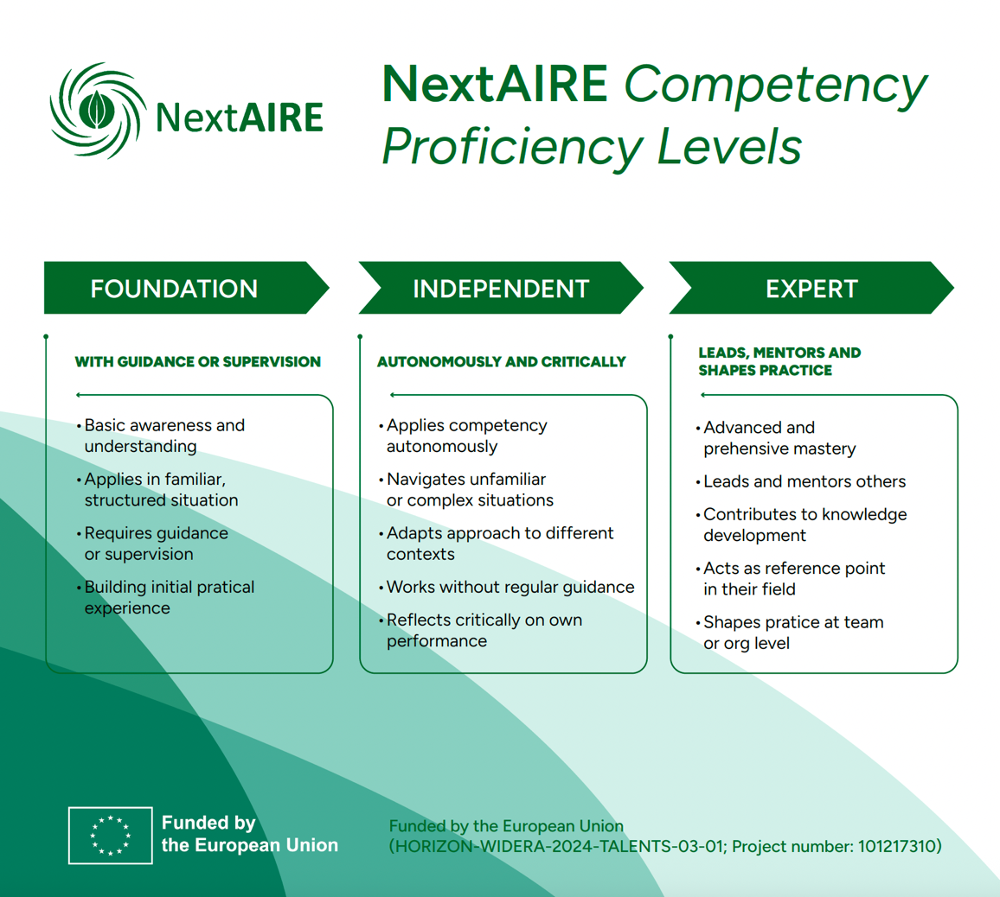 NextAIRE
NextAIRE Competency
Proficiency Levels
FOUNDATION
WITH GUIDANCE OR SUPERVISION
• Basic awareness and
understanding
• Applies in familiar,
structured situation
• Requires guidance
or supervision
• Building initial pratical
experience
INDEPENDENT
AUTONOMOUSLY AND CRITICALLY
• Applies competency
autonomously
• Navigates unfamiliar
or complex situations
• Adapts approach to different
contexts
• Works without regular guidance
• Reflects critically on own
performance
EXPERT
LEADS, MENTORS AND
SHAPES PRACTICE
• Advanced and
prehensive mastery
• Leads and mentors others
• Contributes to knowledge
development
• Acts as reference point
in their field
• Shapes pratice at team
or org level
Funded by
the European Union
Funded by the European Union
(HORIZON-WIDERA-2024-TALENTS-03-01; Project number: 101217310)